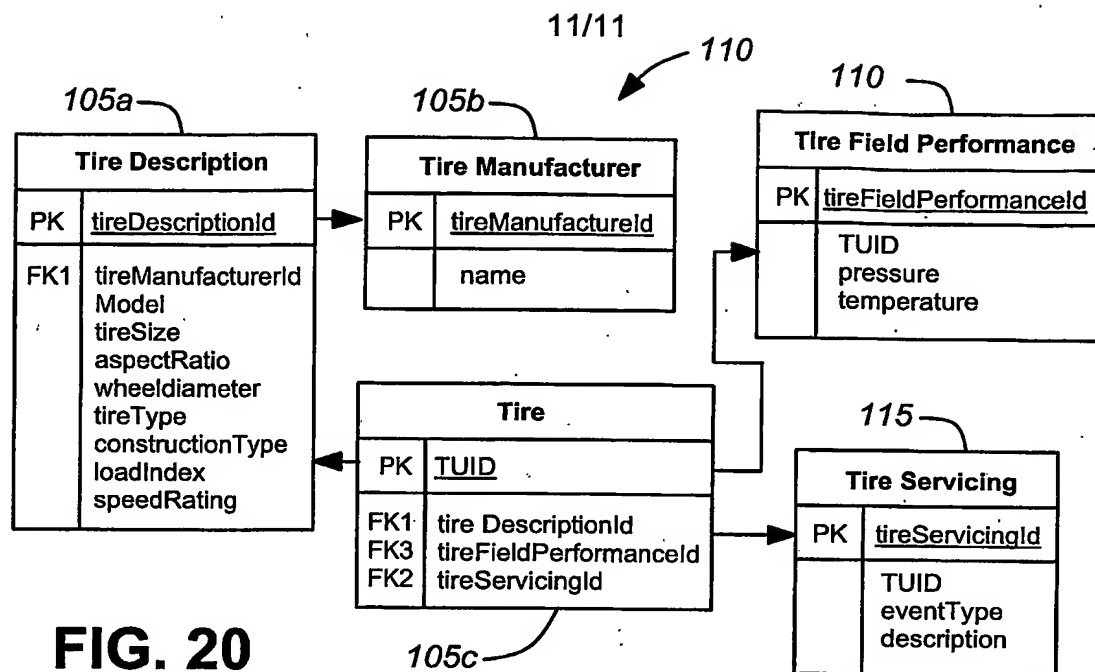 11/11
110
105a
Tire Description
PK tireDescriptionId
FK1 tireManufacturerId
Model
tireSize
aspectRatio
wheeldiameter
tireType
constructionType
loadIndex
speedRating
105b
Tire Manufacturer
PK tireManufactureId
name
110
Tire Field Performance
PK tireFieldPerformanceId
TUID
pressure
temperature
Tire
PK TUID
FK1 tire DescriptionId
FK3 tireFieldPerformanceId
FK2 tireServicingId
105c
115
Tire Servicing
PK tireServicingId
TUID
eventType
description
FIG. 20